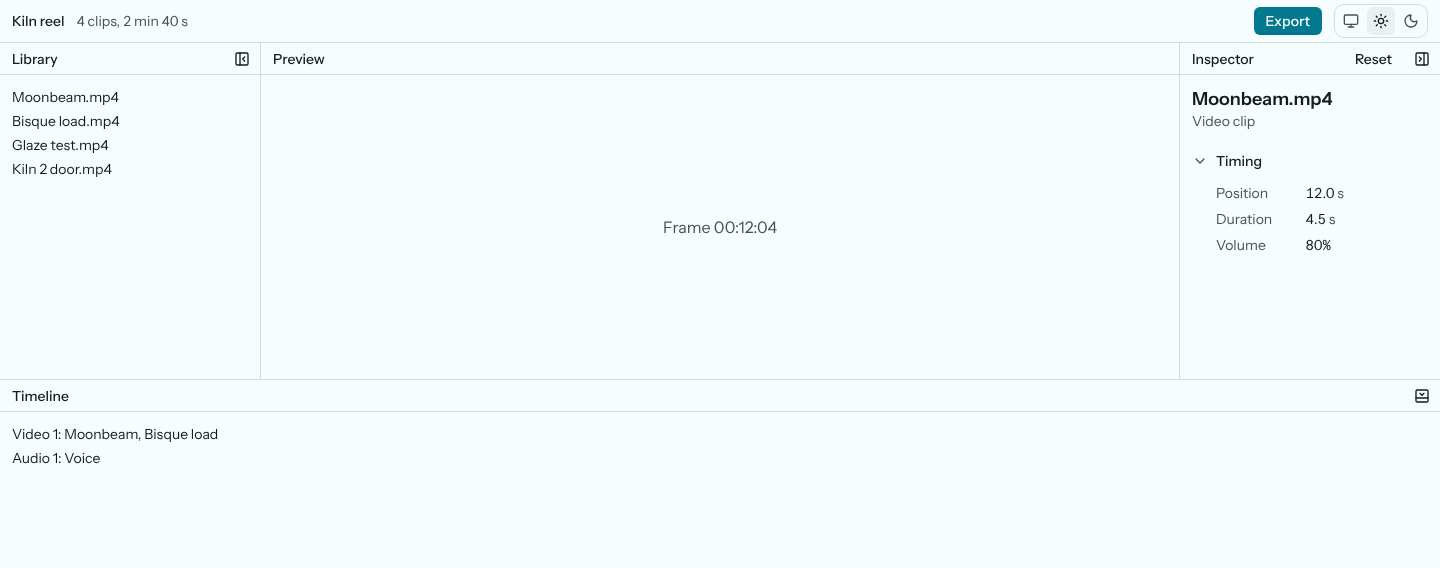 Kiln reel 4 clips, 2 min 40 s
Export
Library
Preview
Inspector
Reset
Moonbeam.mp4
Bisque load.mp4
Glaze test.mp4
Kiln 2 door.mp4
Frame 00:12:04
Moonbeam.mp4
Video clip
Timing
Position 12.0 s
Duration 4.5 s
Volume 80%
Timeline
Video 1: Moonbeam, Bisque load
Audio 1: Voice